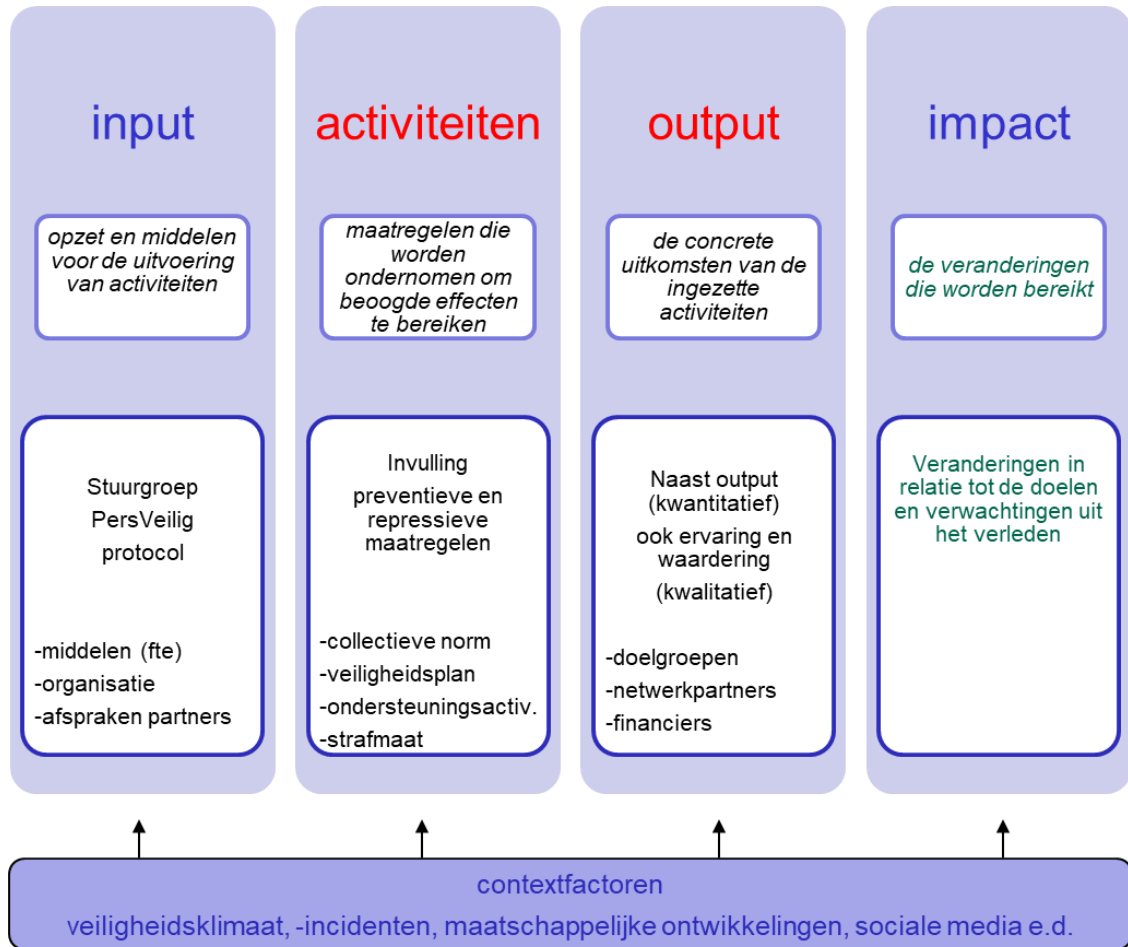 input
opzet en middelen
voor de uitvoering
van activiteiten
Stuurgroep
PersVeilig
protocol
-middelen (fte)
-organisatie
-afspraken partners
activiteiten
maatregelen die
worden
ondernomen om
beoogde effecten
te bereiken
Invulling
preventieve en
repressieve
maatregelen
-collectieve norm
-veiligheidsplan
-ondersteuningsactiv.
-strafmaat
output
de concrete
uitkomsten van de
ingezette
activiteiten
Naast output
(kwantitatief)
ook ervaring en
waardering
(kwalitatief)
-doelgroepen
-netwerkpartners
-financiers
impact
de veranderingen
die worden bereikt
Veranderingen in
relatie tot de doelen
en verwachtingen uit
het verleden
contextfactoren
veiligheidsklimaat, -incidenten, maatschappelijke ontwikkelingen, sociale media e.d.